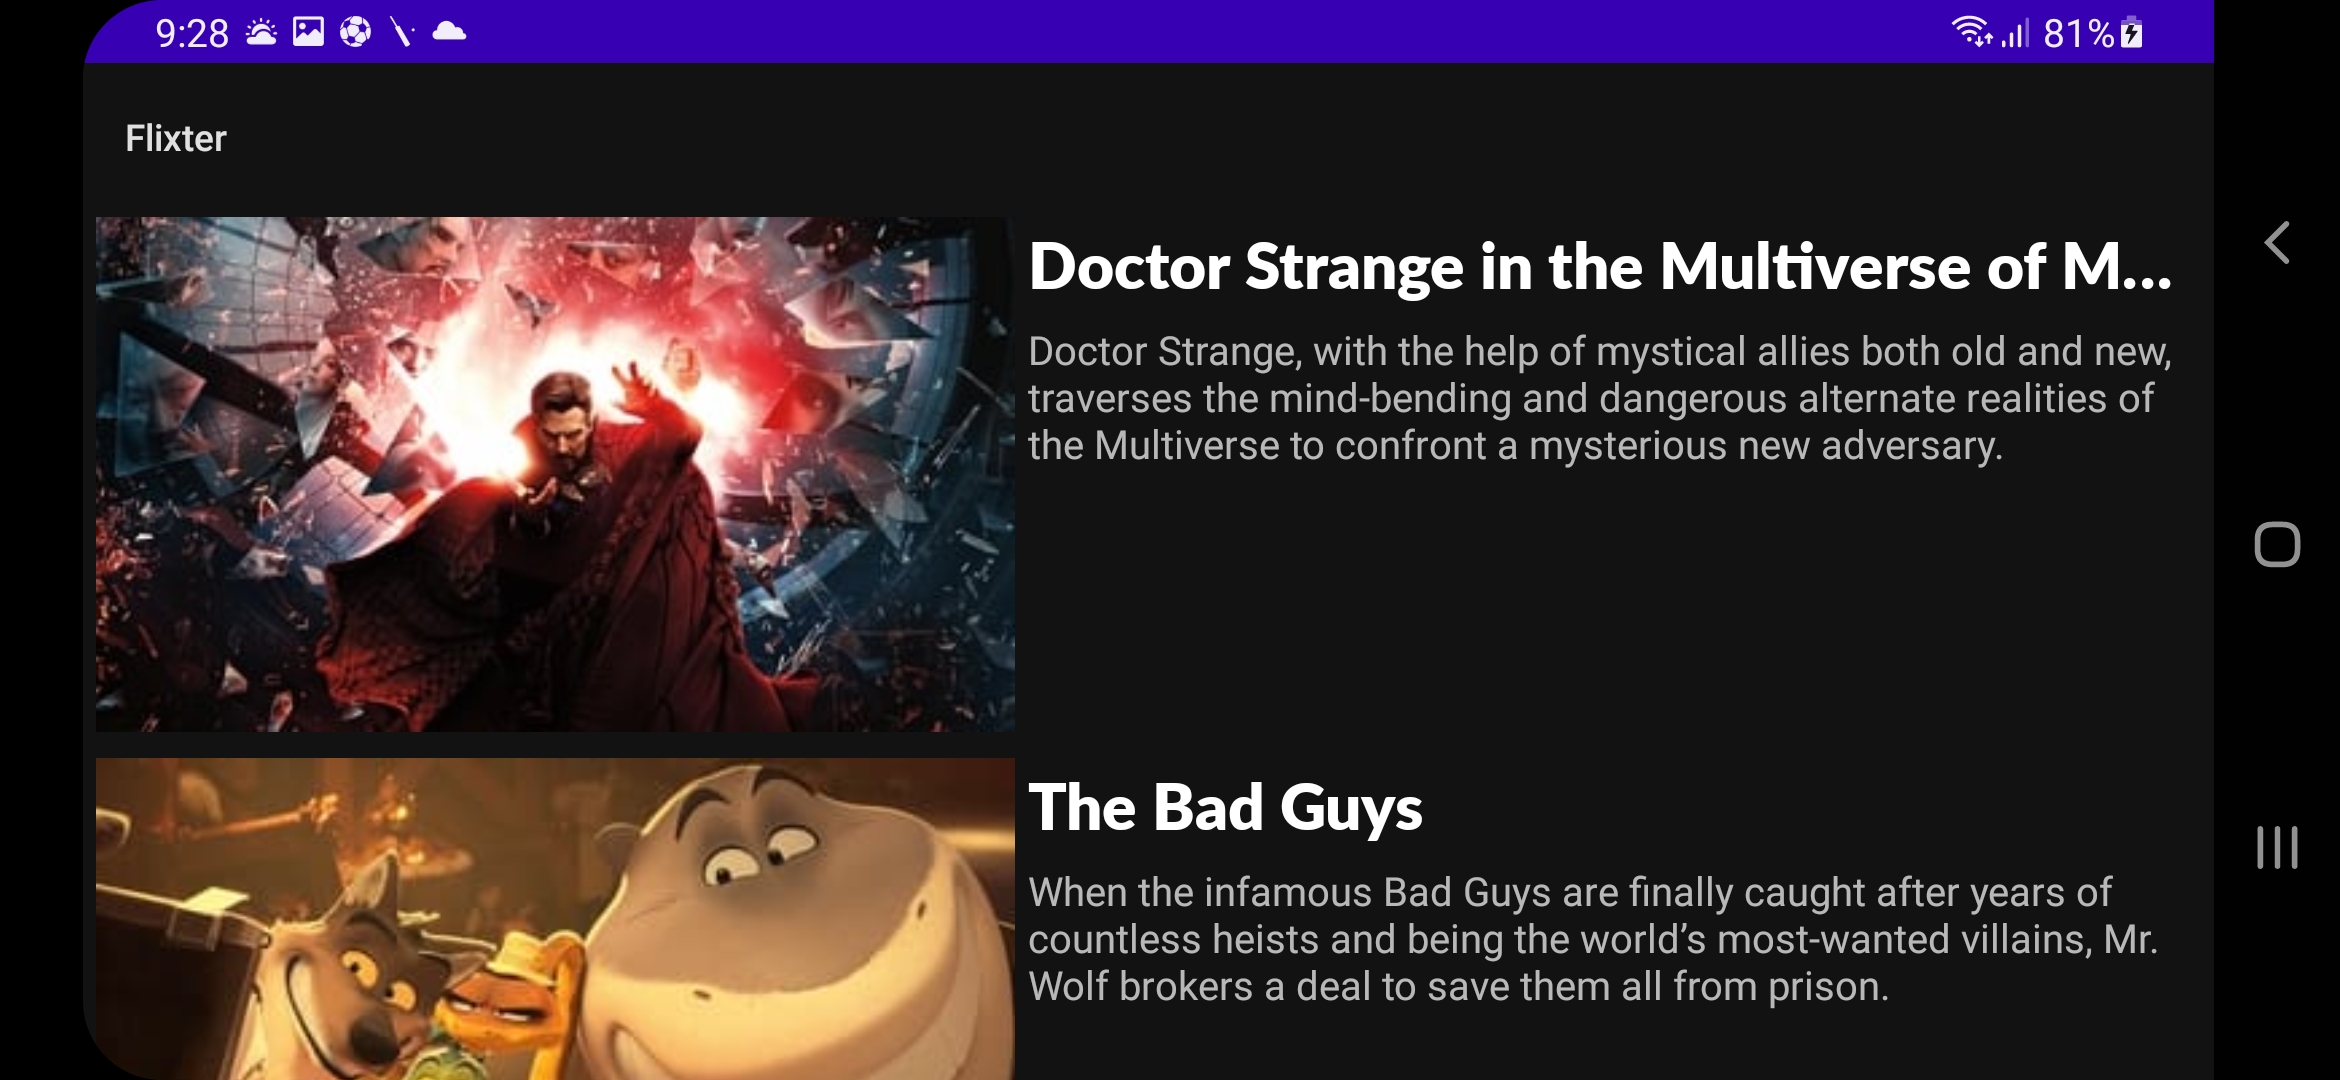 9:28 81%
Flixter
Doctor Strange in the Multiverse of M...
Doctor Strange, with the help of mystical allies both old and new,
traverses the mind-bending and dangerous alternate realities of
the Multiverse to confront a mysterious new adversary.
The Bad Guys
When the infamous Bad Guys are finally caught after years of
countless heists and being the world’s most-wanted villains, Mr.
Wolf brokers a deal to save them all from prison.